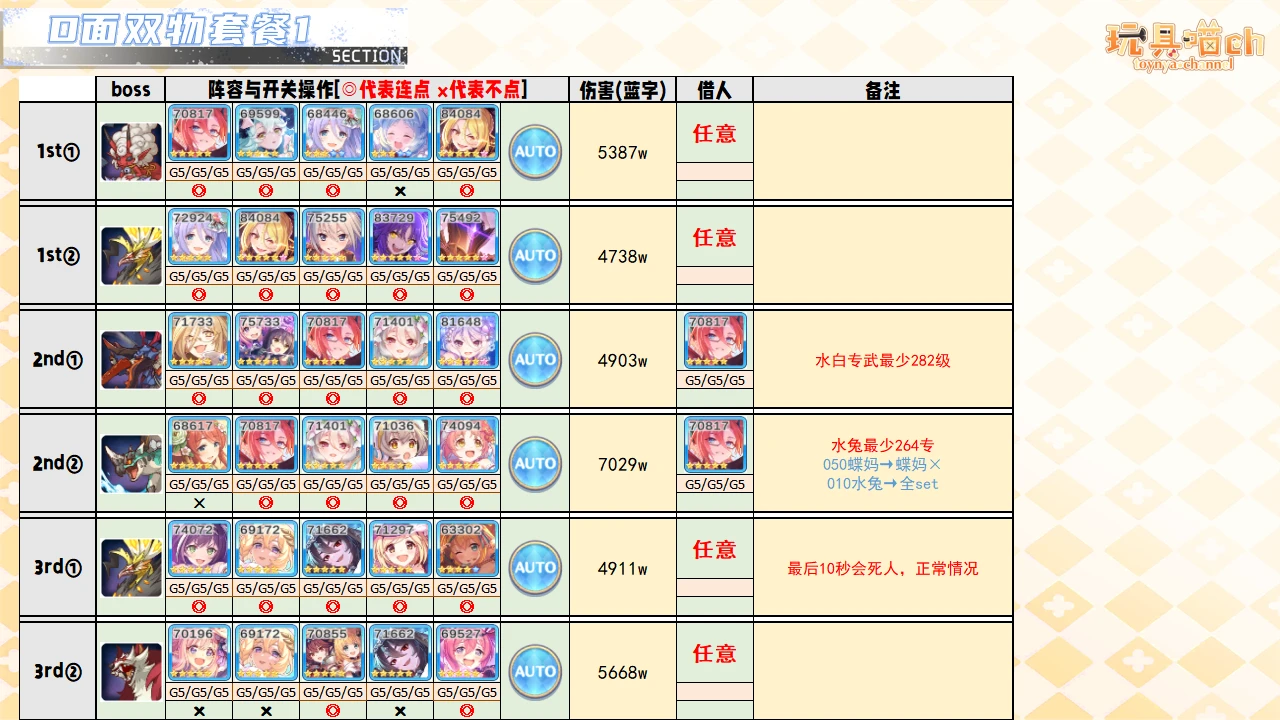 D面双物套餐1
SECTION
玩具喵ch
toynya channel
boss 阵容与开关操作[◎代表连点 ×代表不点] 伤害(蓝字) 借人 备注
70817 69599 68446 68606 84084
1st① AUTO 5387w 任意
G5/G5/G5 G5/G5/G5 G5/G5/G5 G5/G5/G5 G5/G5/G5
◎ ◎ ◎ × ◎
72924 84084 75255 83729 75492
1st② AUTO 4738w 任意
G5/G5/G5 G5/G5/G5 G5/G5/G5 G5/G5/G5 G5/G5/G5
◎ ◎ ◎ ◎ ◎
71733 75733 70817 71401 81648 70817
2nd① AUTO 4903w 水白专武最少282级
G5/G5/G5 G5/G5/G5 G5/G5/G5 G5/G5/G5 G5/G5/G5 G5/G5/G5
◎ ◎ ◎ ◎ ◎
68617 70817 71401 71036 74094 70817
水兔最少264专
2nd② AUTO 7029w 050蝶妈→蝶妈×
G5/G5/G5 G5/G5/G5 G5/G5/G5 G5/G5/G5 G5/G5/G5 G5/G5/G5 010水兔→全set
× ◎ ◎ ◎ ◎
74072 69172 71662 71297 63302
3rd① AUTO 4911w 任意 最后10秒会死人，正常情况
G5/G5/G5 G5/G5/G5 G5/G5/G5 G5/G5/G5 G5/G5/G5
◎ ◎ ◎ ◎ ◎
70196 69172 70855 71662 69527
3rd② AUTO 5668w 任意
G5/G5/G5 G5/G5/G5 G5/G5/G5 G5/G5/G5 G5/G5/G5
× × ◎ × ◎